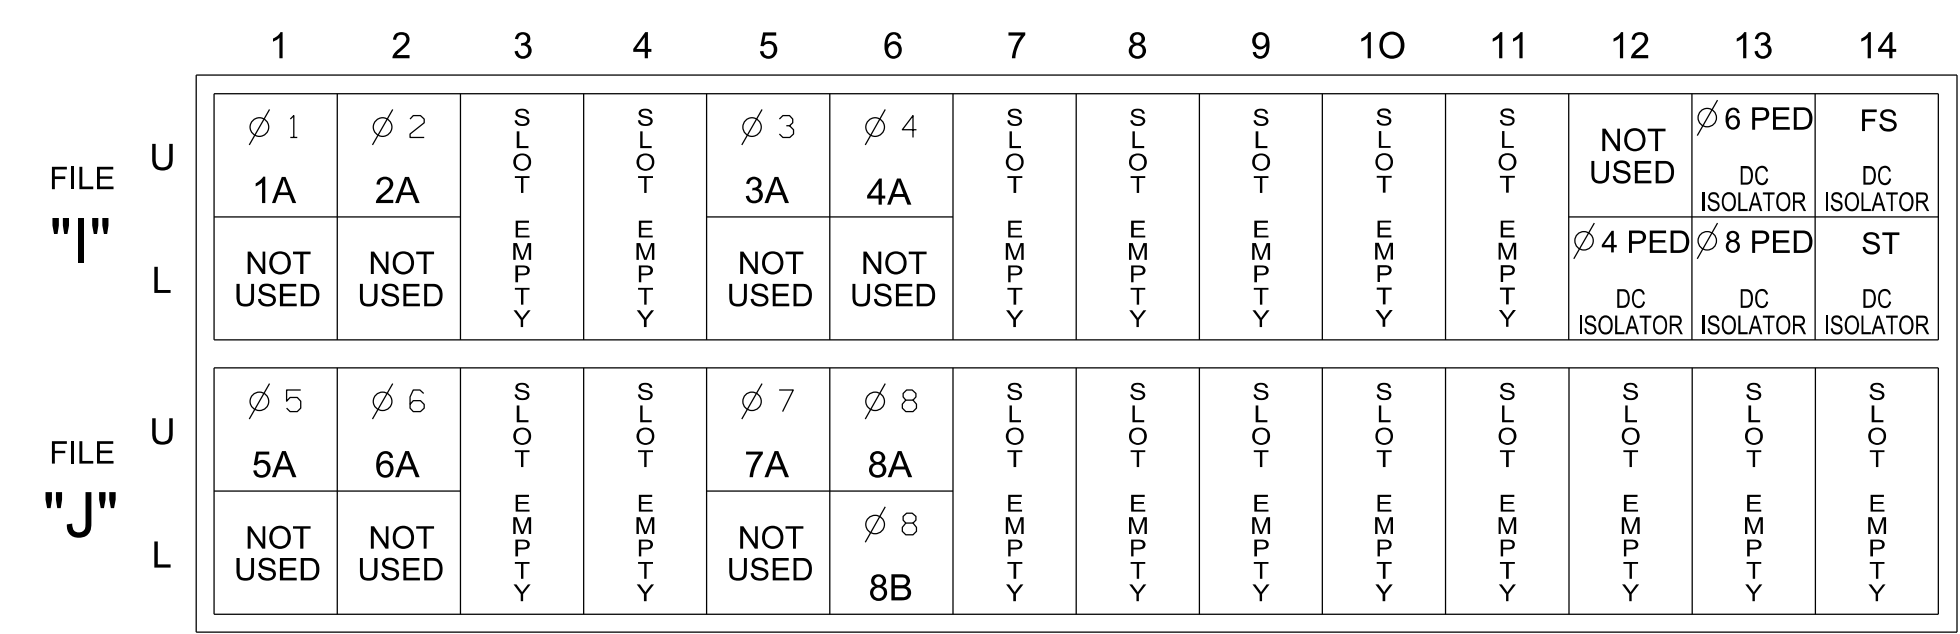 1 2 3 4 5 6 7 8 9 10 11 12 13 14
FILE "I"
U
Ø 1 1A
Ø 2 2A
SLOT EMPTY
SLOT EMPTY
Ø 3 3A
Ø 4 4A
SLOT EMPTY
SLOT EMPTY
SLOT EMPTY
SLOT EMPTY
SLOT EMPTY
NOT USED
Ø 6 PED DC ISOLATOR
FS DC ISOLATOR
L
NOT USED
NOT USED
NOT USED
NOT USED
Ø 4 PED DC ISOLATOR
Ø 8 PED DC ISOLATOR
ST DC ISOLATOR
FILE "J"
U
Ø 5 5A
Ø 6 6A
SLOT EMPTY
SLOT EMPTY
Ø 7 7A
Ø 8 8A
SLOT EMPTY
SLOT EMPTY
SLOT EMPTY
SLOT EMPTY
SLOT EMPTY
SLOT EMPTY
SLOT EMPTY
SLOT EMPTY
L
NOT USED
NOT USED
NOT USED
Ø 8 8B